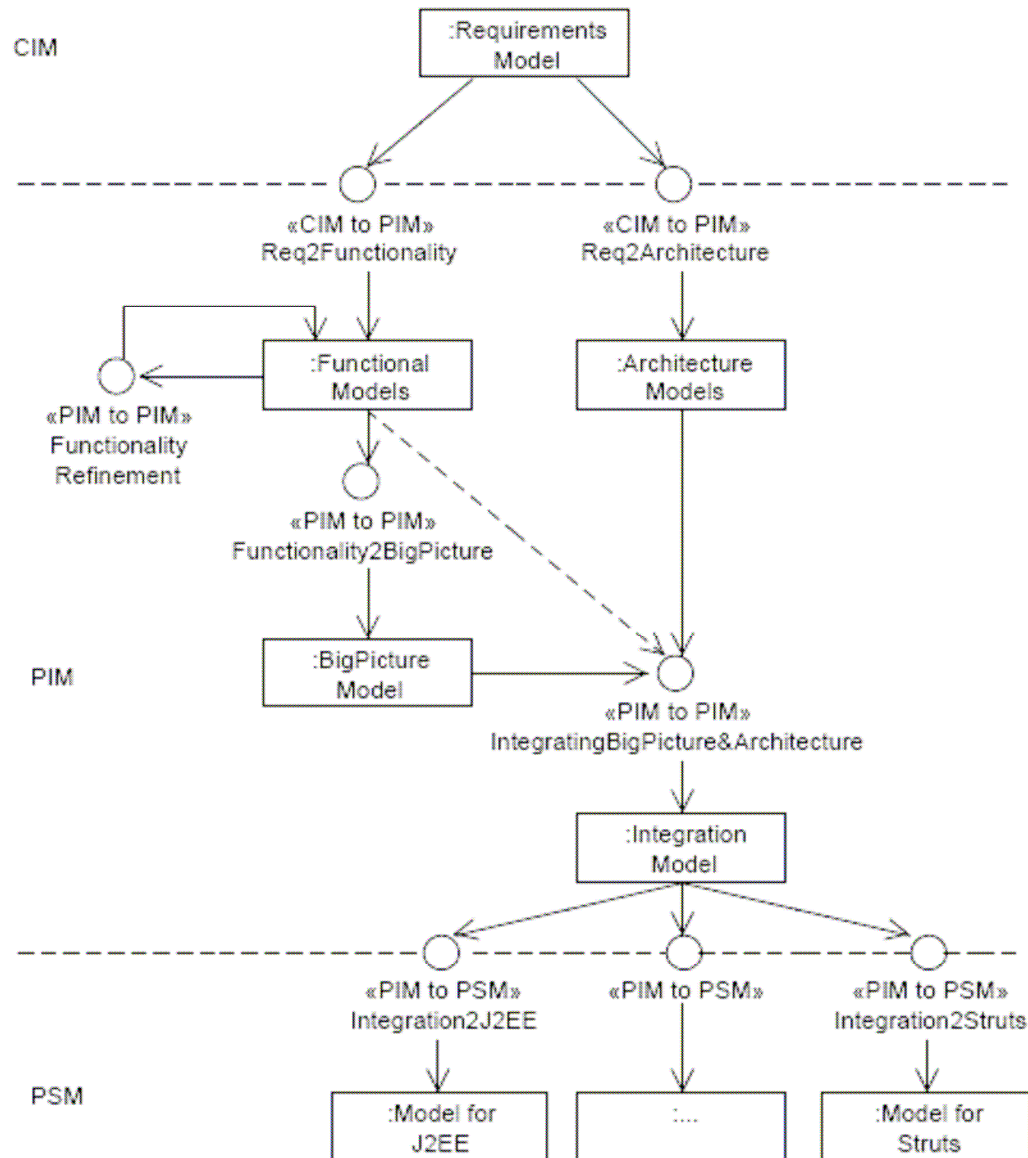 :Requirements
Model
CIM
«CIM to PIM»
Req2Functionality
«CIM to PIM»
Req2Architecture
:Functional
Models
:Architecture
Models
«PIM to PIM»
Functionality
Refinement
«PIM to PIM»
Functionality2BigPicture
:BigPicture
Model
PIM
«PIM to PIM»
IntegratingBigPicture&Architecture
:Integration
Model
«PIM to PSM»
Integration2J2EE
«PIM to PSM»
«PIM to PSM»
Integration2Struts
PSM
:Model for
J2EE
:...
:Model for
Struts